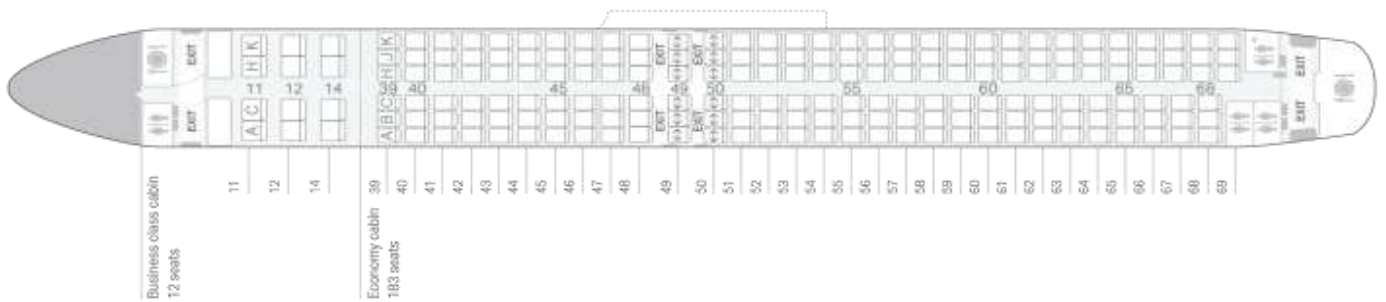 EXIT EXIT EXIT EXIT
K K
H J
H
11 12 14 39 40 45 48 49 50 55 60 65 68
C C
A B
A
EXIT EXIT EXIT EXIT
11 12 14 39 40 41 42 43 44 45 46 47 48 49 50 51 52 53 54 55 56 57 58 59 60 61 62 63 64 65 66 67 68 69
Business class cabin
12 seats
Economy cabin
183 seats